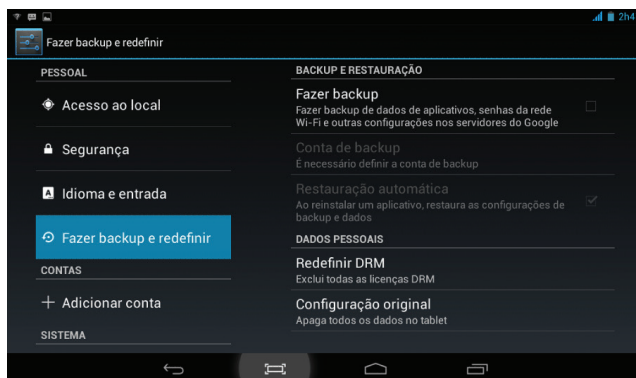 2h4
Fazer backup e redefinir
PESSOAL
Acesso ao local
Segurança
Idioma e entrada
Fazer backup e redefinir
CONTAS
Adicionar conta
SISTEMA
BACKUP E RESTAURAÇÃO
Fazer backup
Fazer backup de dados de aplicativos, senhas da rede
Wi-Fi e outras configurações nos servidores do Google
Conta de backup
É necessário definir a conta de backup
Restauração automática
Ao reinstalar um aplicativo, restaura as configurações de
backup e dados
DADOS PESSOAIS
Redefinir DRM
Exclui todas as licenças DRM
Configuração original
Apaga todos os dados no tablet